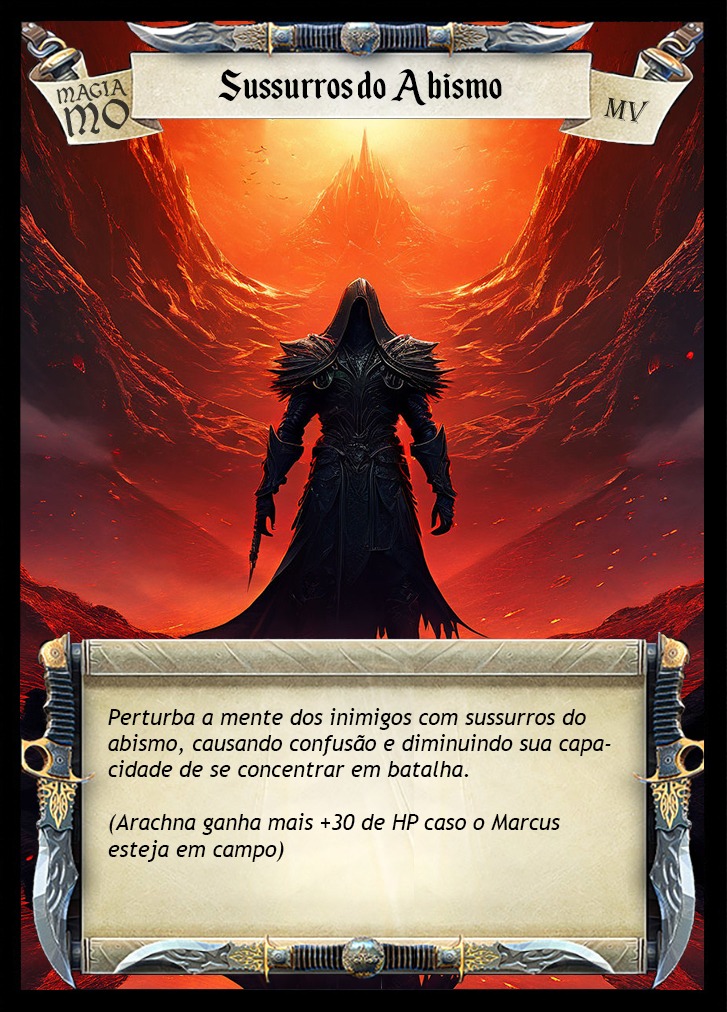 Sussurros do Abismo
MAGIA
MO
MV
Perturba a mente dos inimigos com sussurros do
abismo, causando confusão e diminuindo sua capa-
cidade de se concentrar em batalha.
(Arachna ganha mais +30 de HP caso o Marcus
esteja em campo)